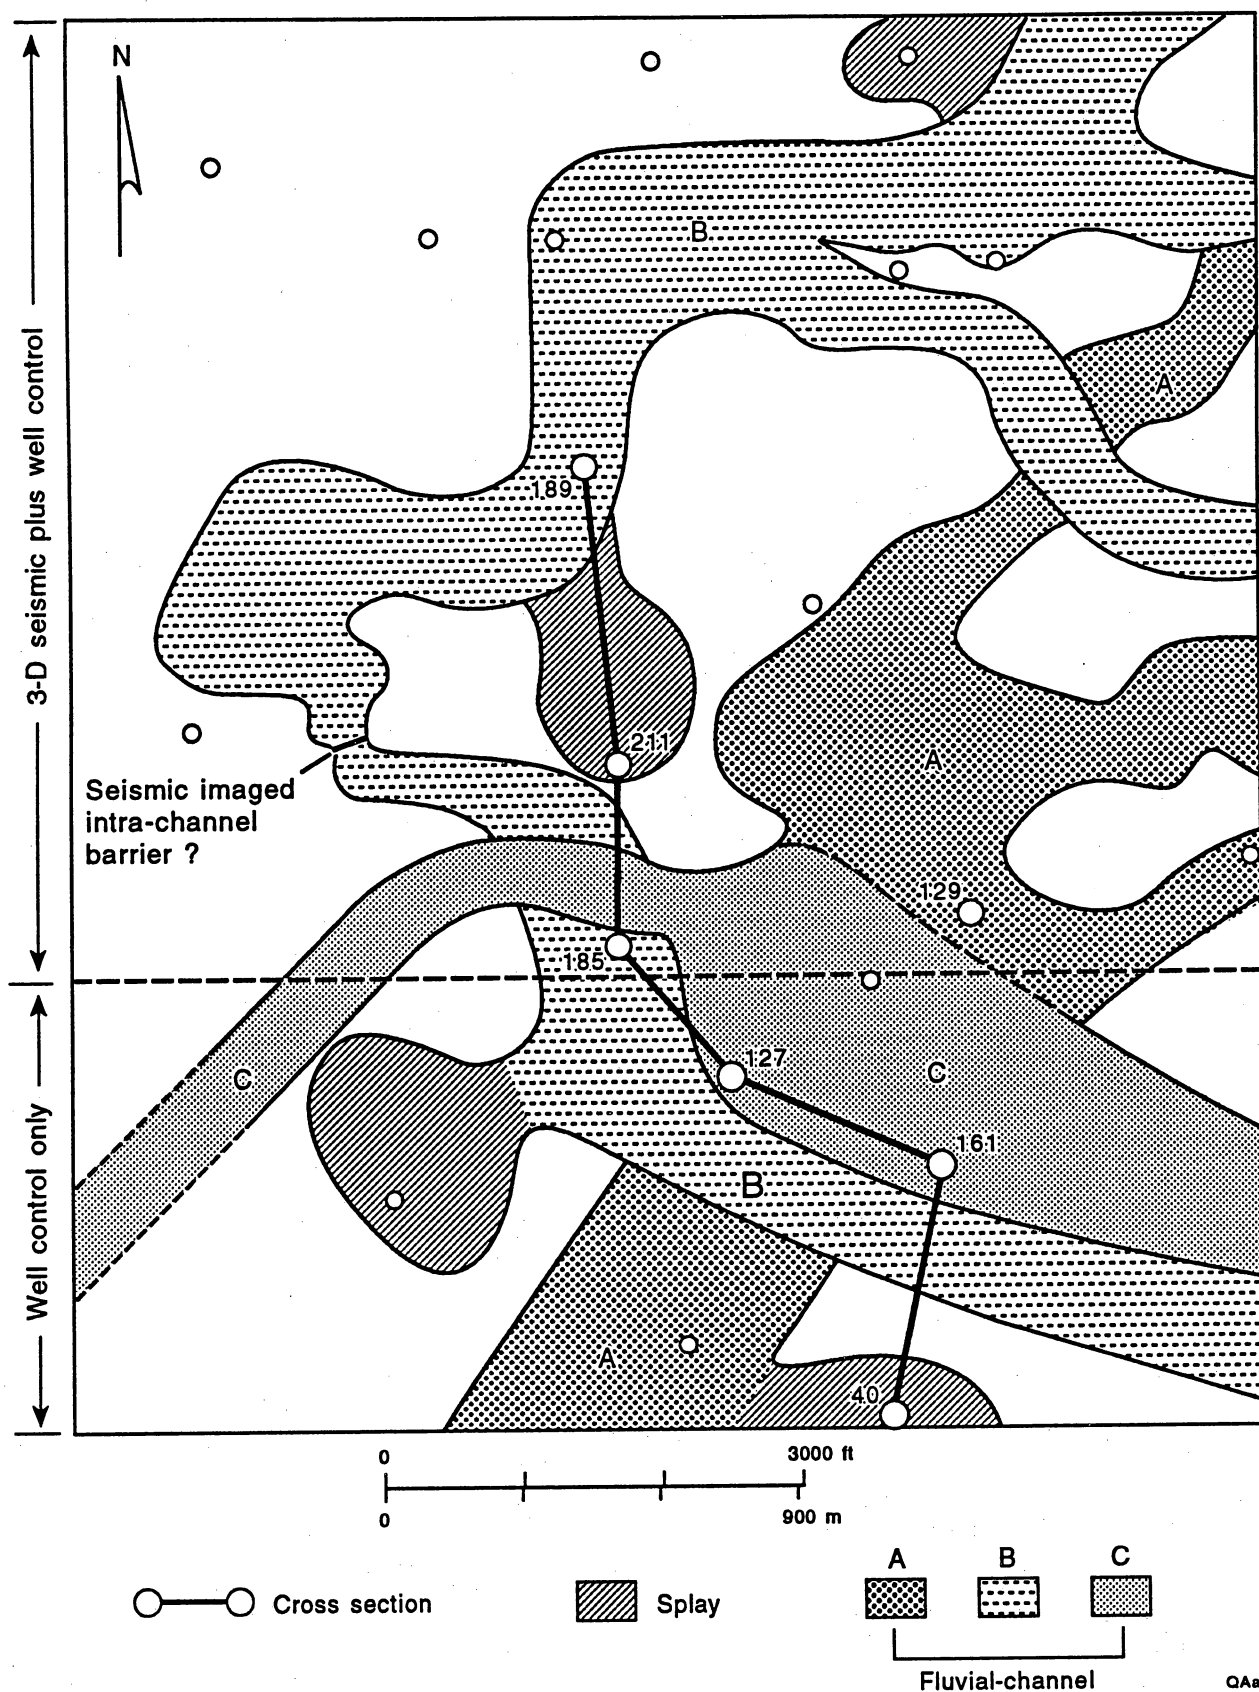 N
B
3-D seismic plus well control
A
189
211
A
Seismic imaged
intra-channel
barrier ?
129
185
127
C
C
161
Well control only
B
A
40
0
3000 ft
0
900 m
A
B
C
Cross section
Splay
Fluvial-channel